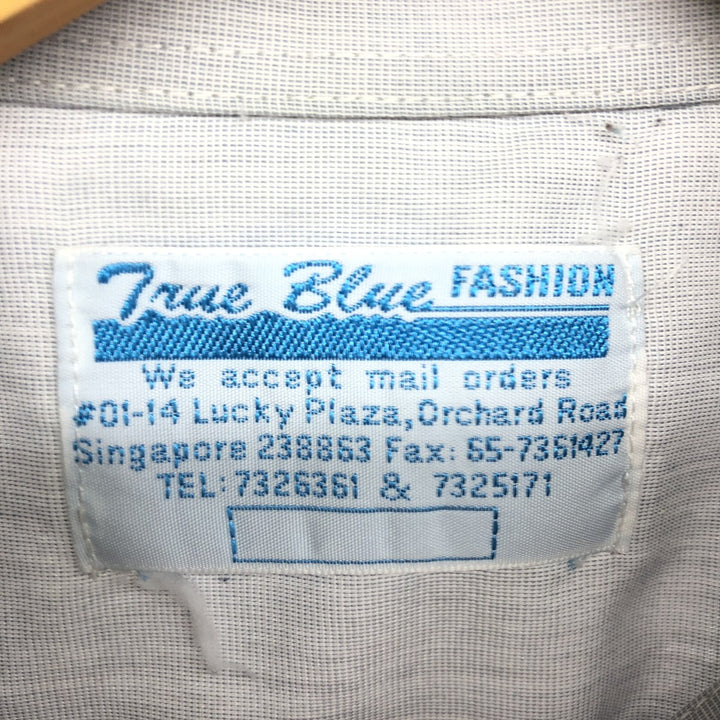 True Blue FASHION
We accept mail orders
#01-14 Lucky Plaza, Orchard Road
Singapore 238863 Fax: 65-7361427
TEL: 7326361 & 7325171